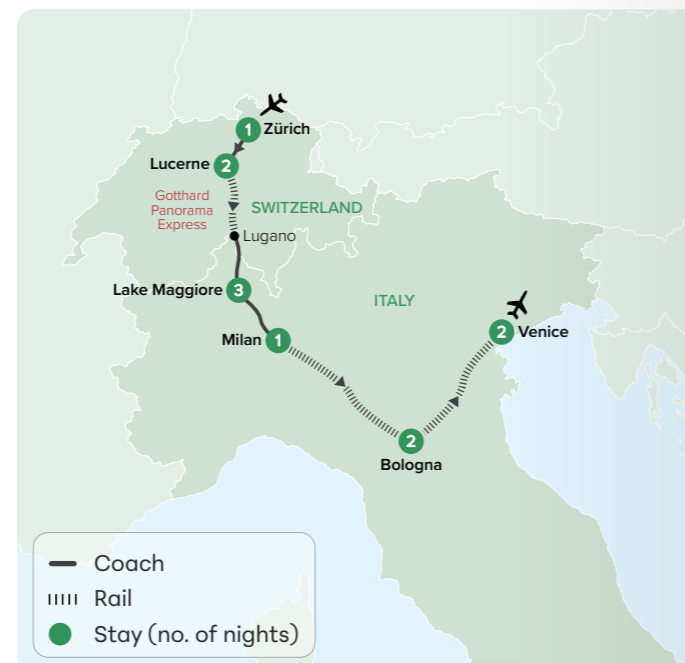 1 Zürich
Lucerne 2
Gotthard
Panorama
Express
SWITZERLAND
Lugano
Lake Maggiore 3
ITALY
Milan 1
2 Venice
2
Bologna
Coach
Rail
Stay (no. of nights)